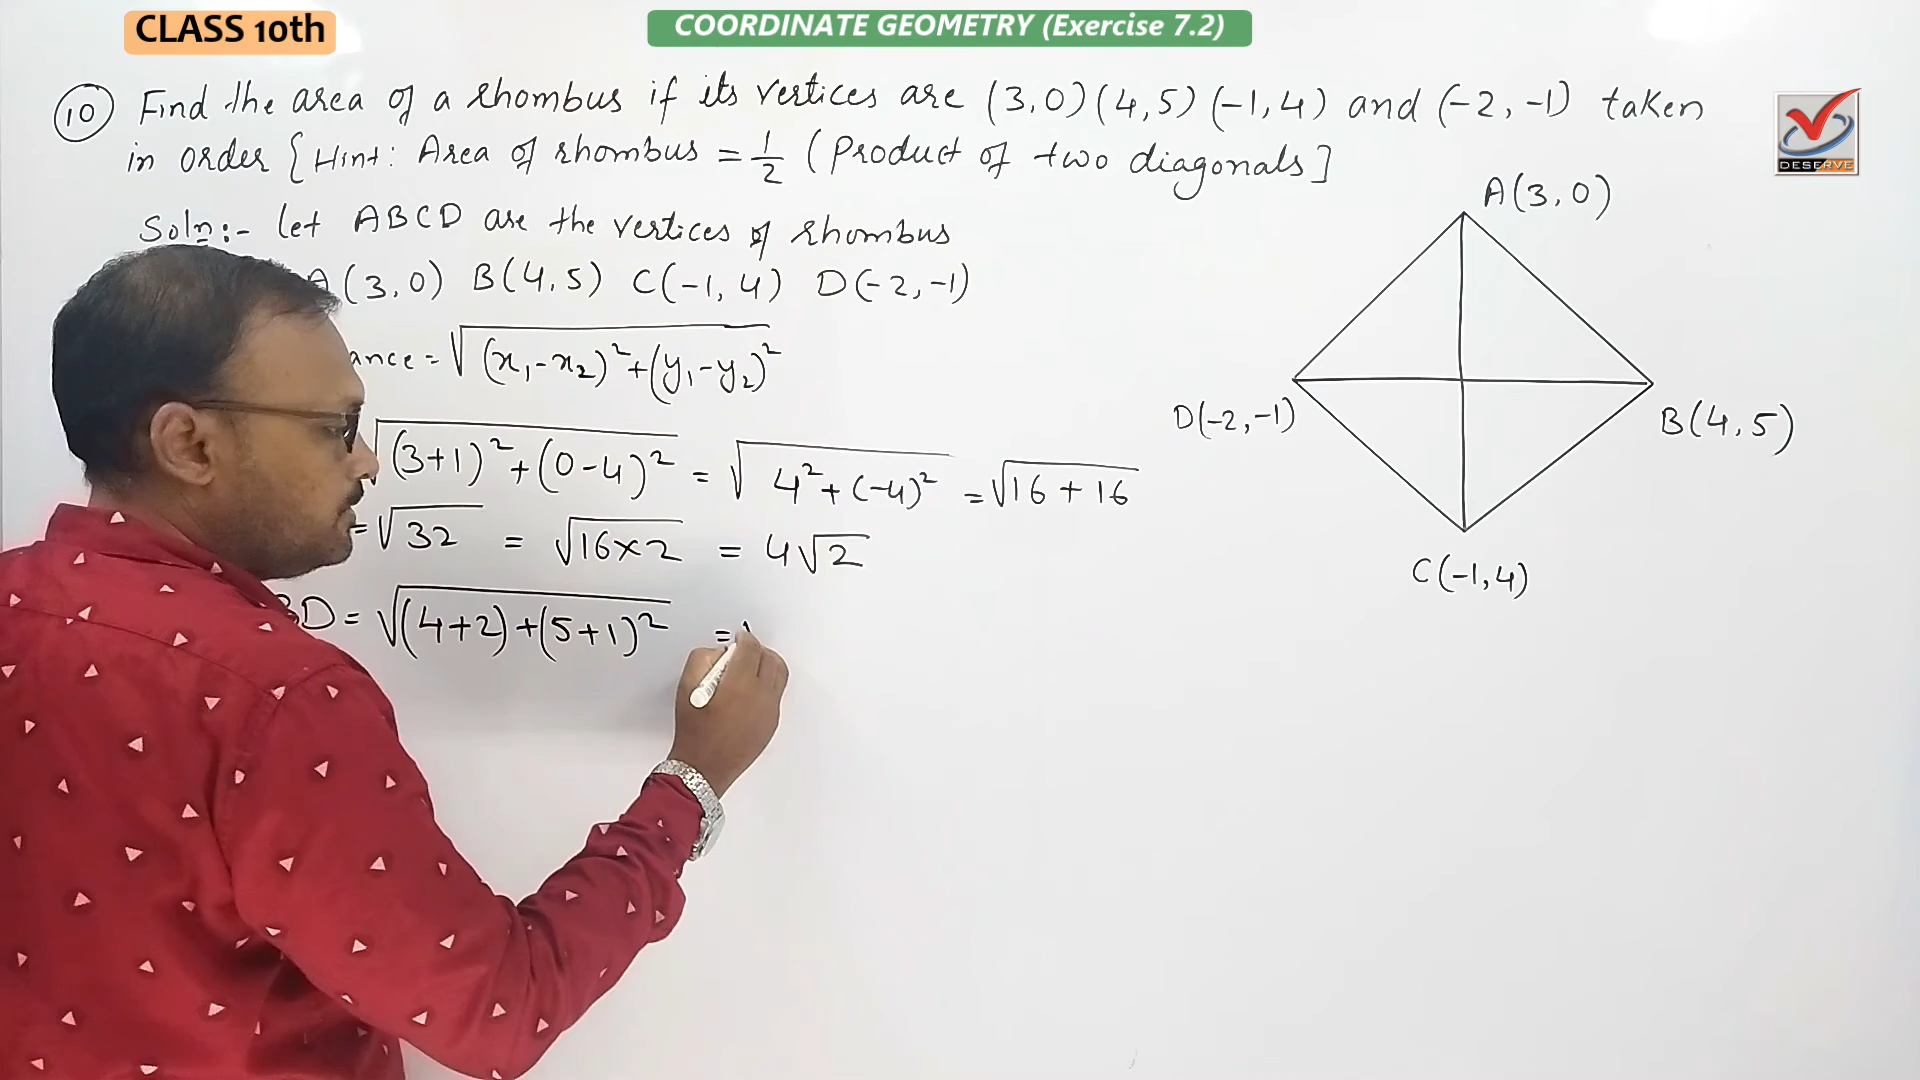 CLASS 10th
COORDINATE GEOMETRY (Exercise 7.2)
10 Find the area of a rhombus if its vertices are (3,0) (4,5) (-1,4) and (-2,-1) taken
in order {Hint: Area of rhombus = 1/2 (Product of two diagonals]
DESERVE
Soln:- let ABCD are the vertices of rhombus
A(3,0) B(4,5) C(-1,4) D(-2,-1)
ance = √(x₁-x₂)²+(y₁-y₂)²
√(3+1)²+(0-4)² = √4²+(-4)² = √16+16
=√32 = √16×2 = 4√2
BD = √(4+2)+(5+1)² =
A(3,0)
D(-2,-1)
B(4,5)
C(-1,4)